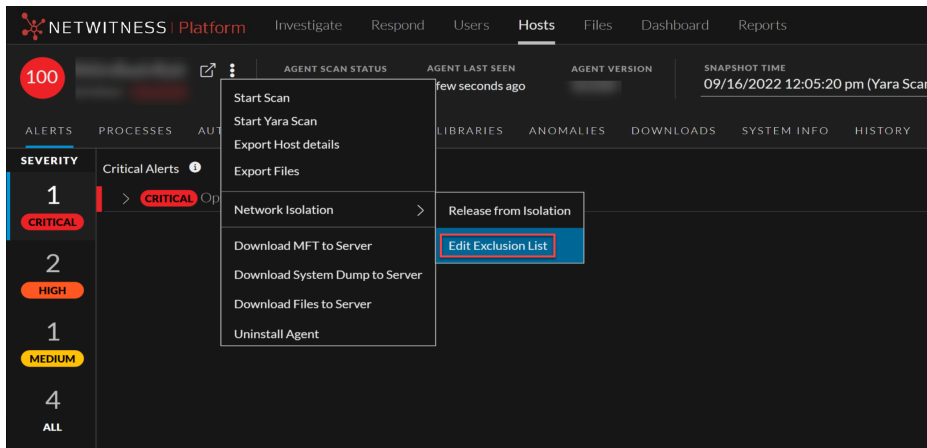 NETWITNESS | Platform Investigate Respond Users Hosts Files Dashboard Reports
100 AGENT SCAN STATUS AGENT LAST SEEN AGENT VERSION SNAPSHOT TIME
few seconds ago 09/16/2022 12:05:20 pm (Yara Scan
ALERTS PROCESSES AUT LIBRARIES ANOMALIES DOWNLOADS SYSTEM INFO HISTORY
Start Scan
Start Yara Scan
Export Host details
Export Files
Network Isolation
Download MFT to Server
Download System Dump to Server
Download Files to Server
Uninstall Agent
Release from Isolation
Edit Exclusion List
SEVERITY
1
CRITICAL
2
HIGH
1
MEDIUM
4
ALL
Critical Alerts
CRITICAL Op